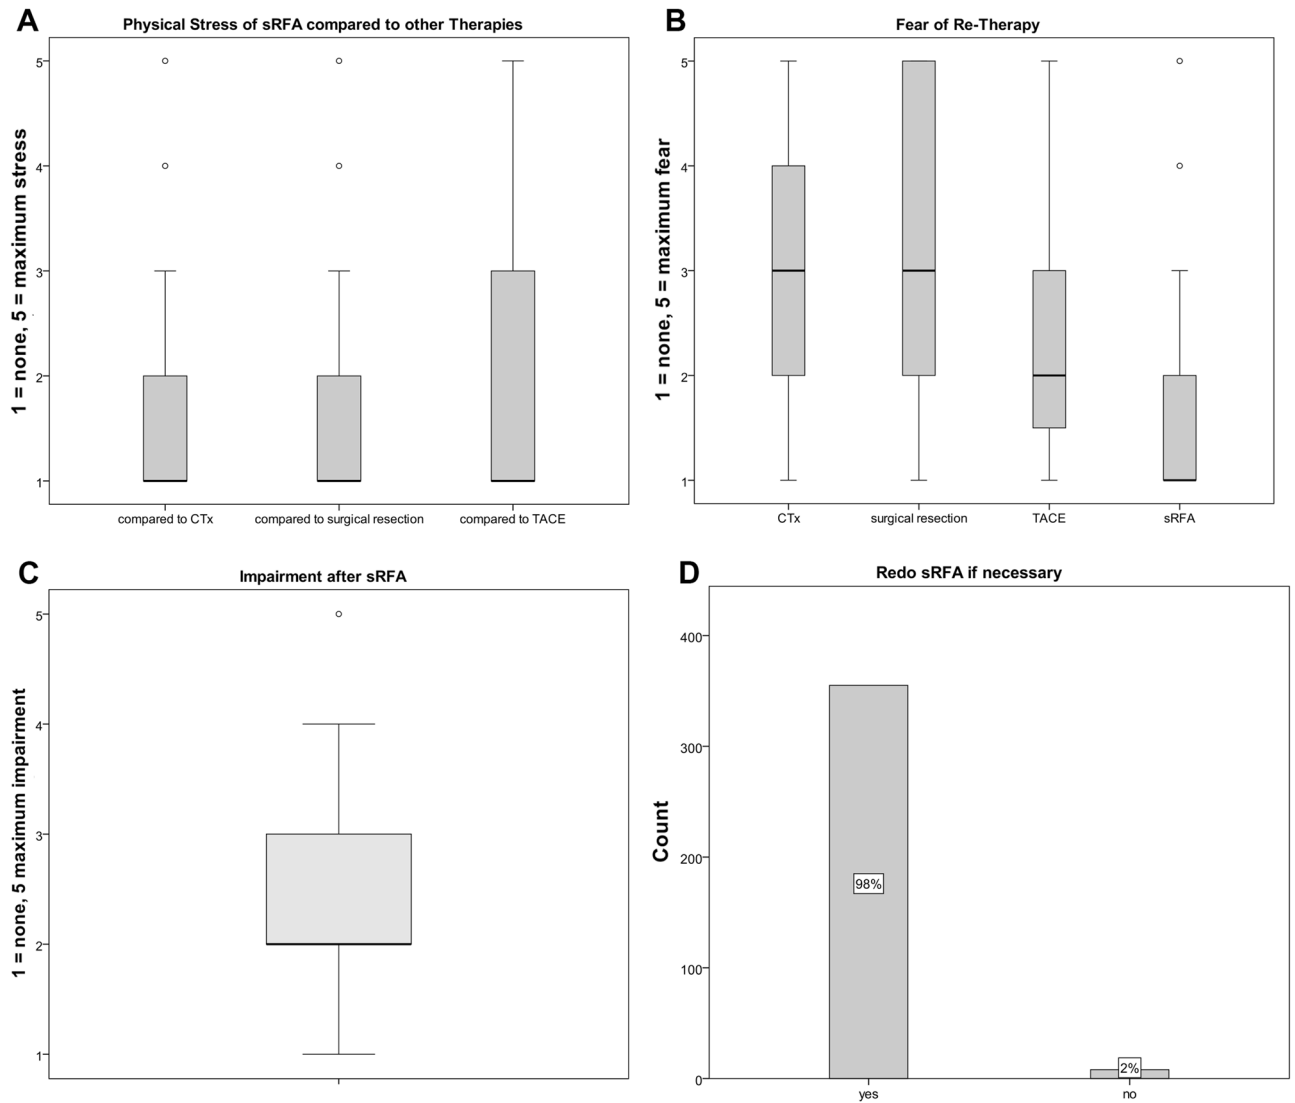 A
Physical Stress of sRFA compared to other Therapies
1 = none, 5 = maximum stress
5
4
3
2
1
compared to CTx
compared to surgical resection
compared to TACE
B
Fear of Re-Therapy
1 = none, 5 = maximum fear
5
4
3
2
1
CTx
surgical resection
TACE
sRFA
C
Impairment after sRFA
1 = none, 5 maximum impairment
5
4
3
2
1
D
Redo sRFA if necessary
Count
400
300
200
100
0
98%
2%
yes
no